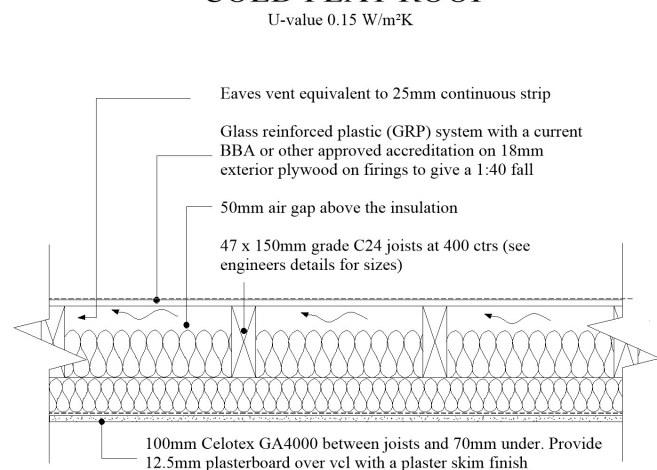 COLD FLAT ROOF
U-value 0.15 W/m²K
Eaves vent equivalent to 25mm continuous strip
Glass reinforced plastic (GRP) system with a current
BBA or other approved accreditation on 18mm
exterior plywood on firings to give a 1:40 fall
50mm air gap above the insulation
47 x 150mm grade C24 joists at 400 ctrs (see
engineers details for sizes)
100mm Celotex GA4000 between joists and 70mm under. Provide
12.5mm plasterboard over vcl with a plaster skim finish